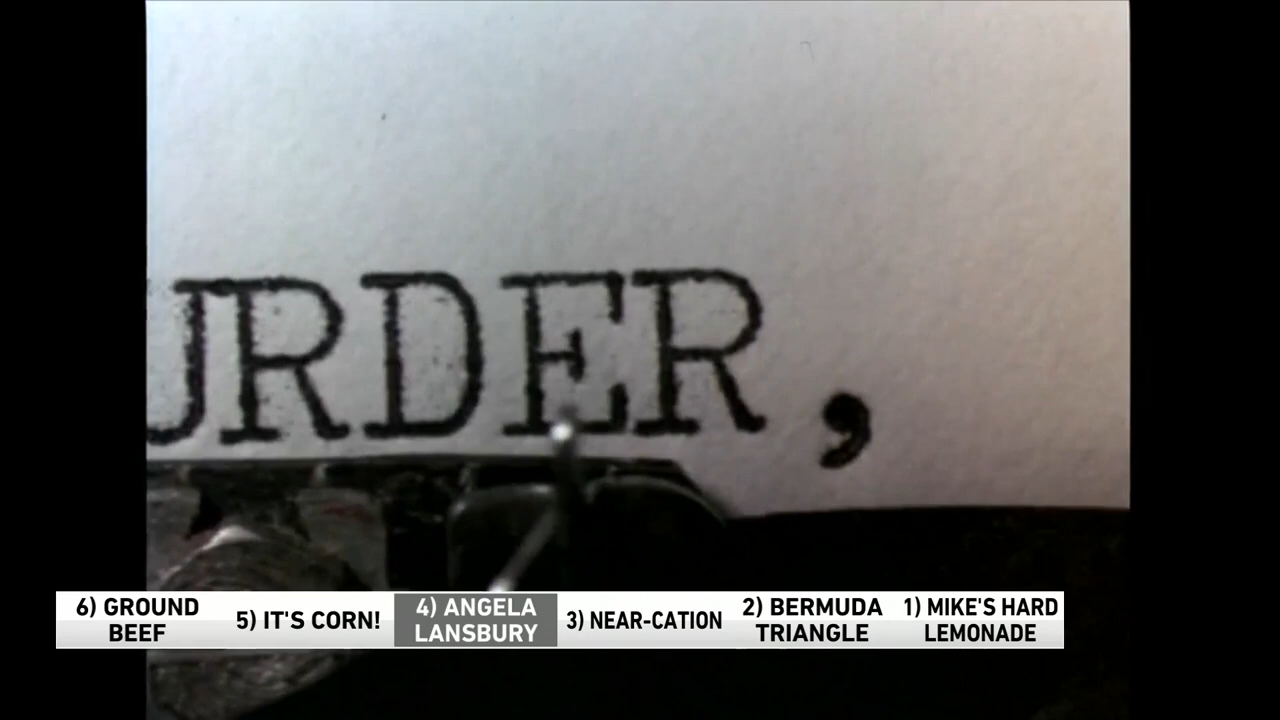 URDER,
6) GROUND
BEEF
5) IT'S CORN!
4) ANGELA
LANSBURY
3) NEAR-CATION
2) BERMUDA
TRIANGLE
1) MIKE'S HARD
LEMONADE